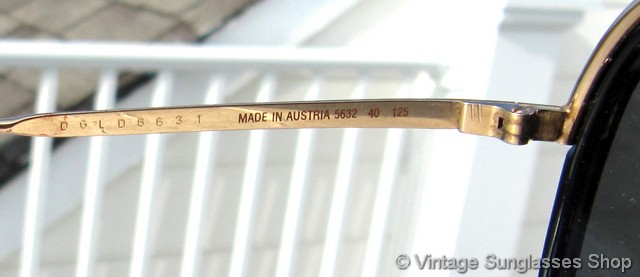 D G L D 6 6 3 1 MADE IN AUSTRIA 5632 40 125
© Vintage Sunglasses Shop